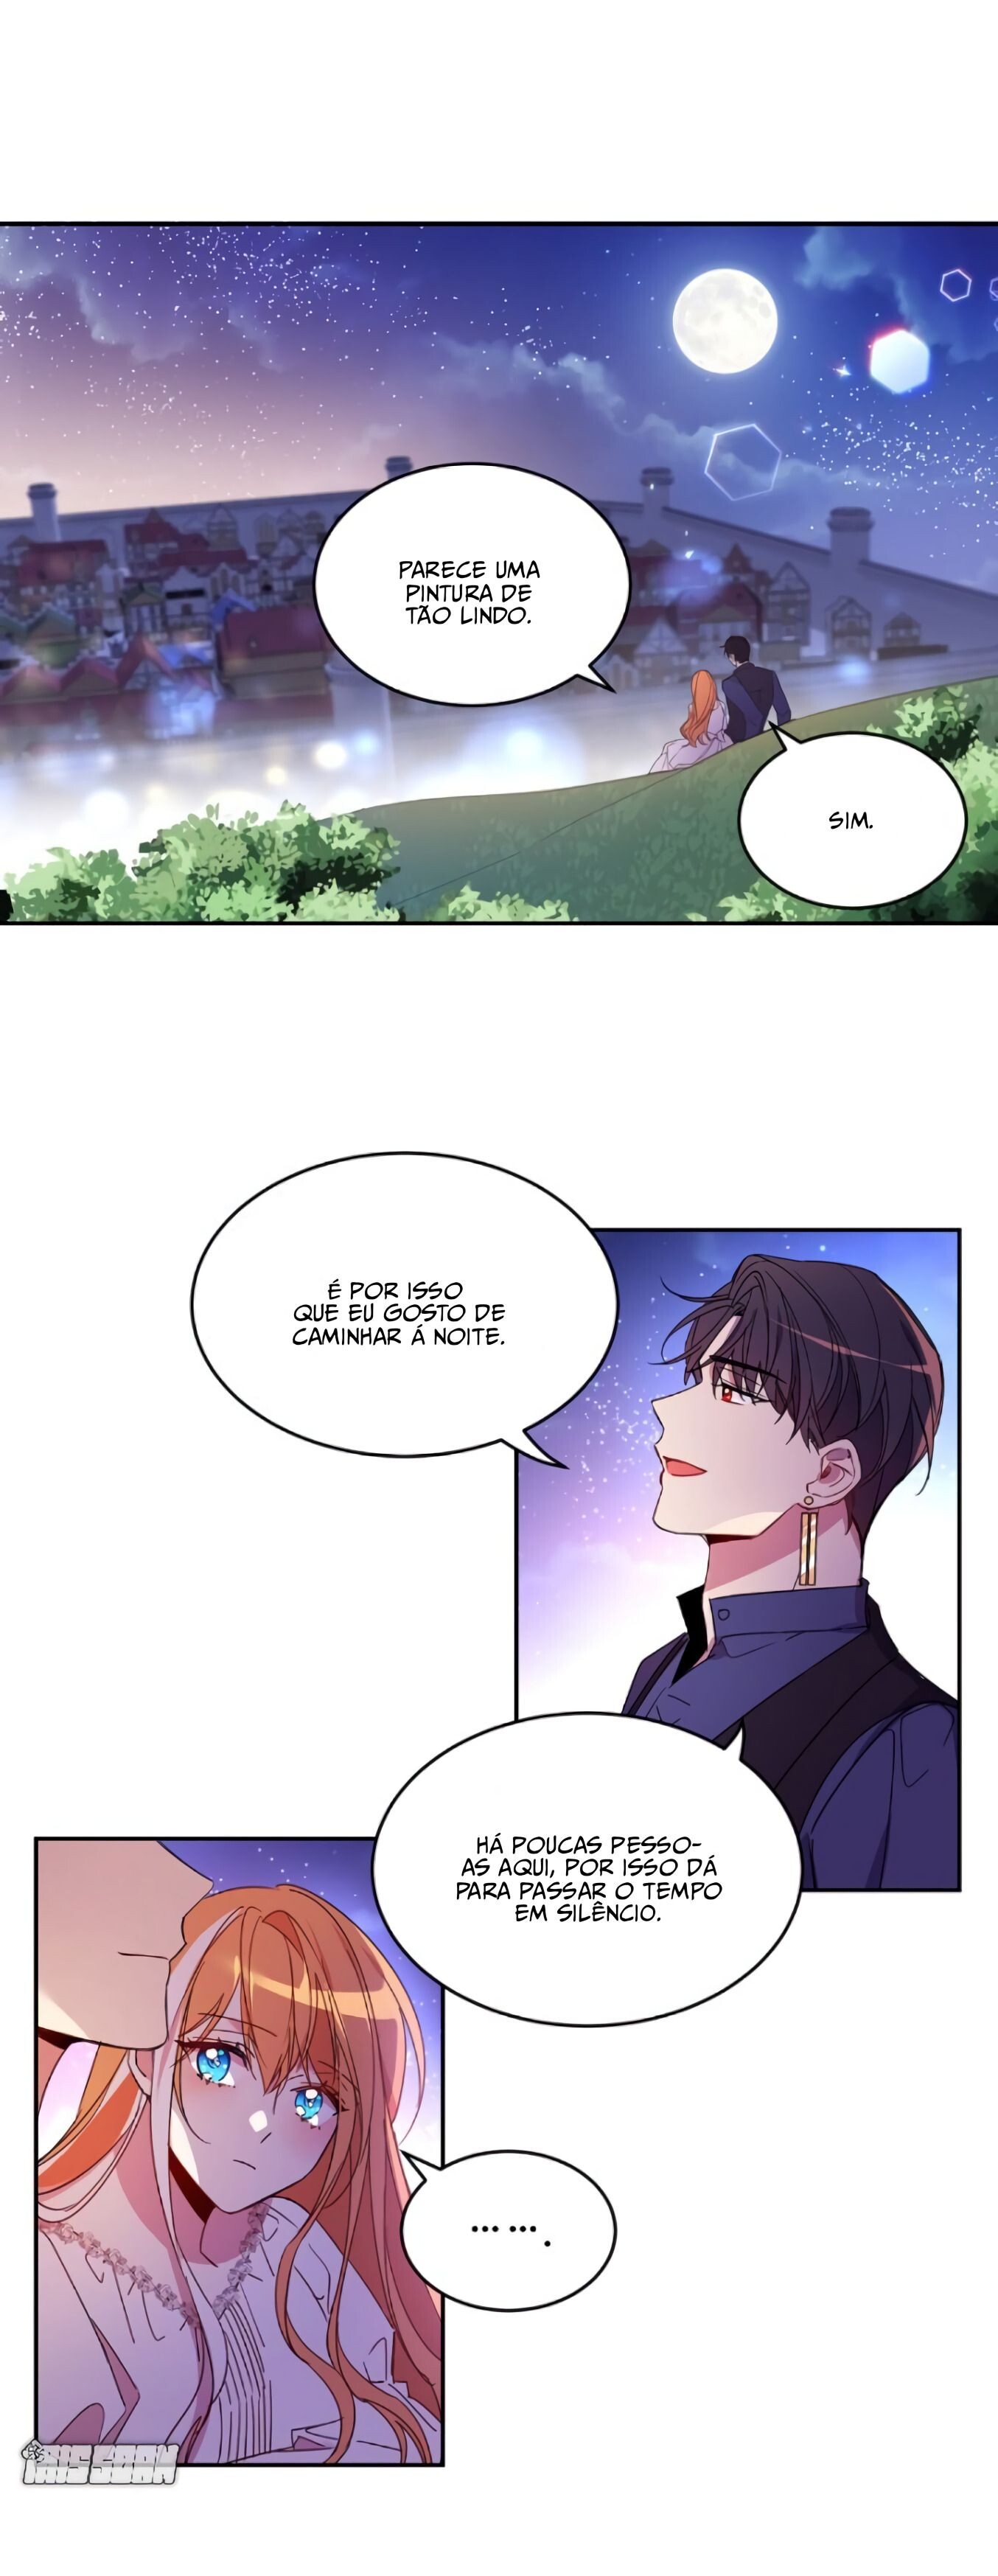 PARECE UMA
PINTURA DE
TÃO LINDO.
SIM.
É POR ISSO
QUE EU GOSTO DE
CAMINHAR Á NOITE.
HÁ POUCAS PESSO-
AS AQUI, POR ISSO DÁ
PARA PASSAR O TEMPO
EM SILÊNCIO.
... ... .